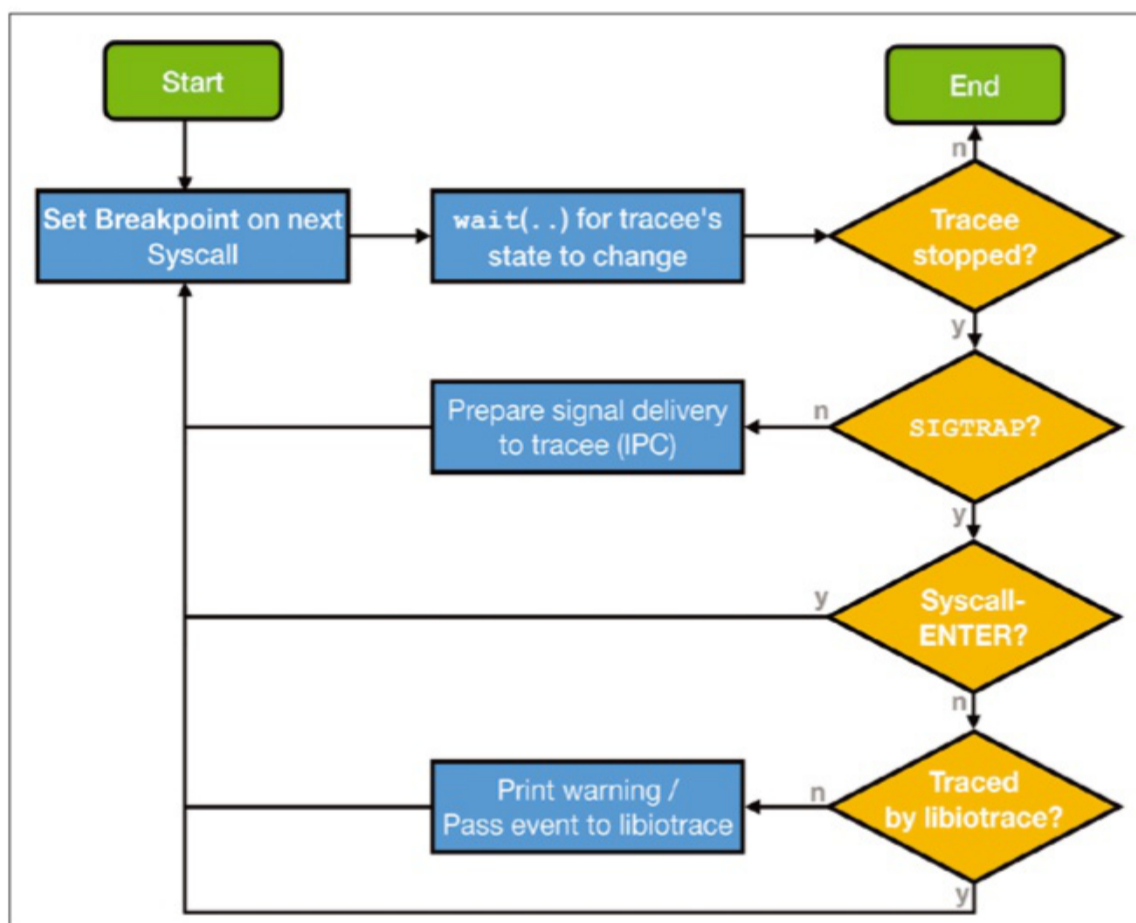 Start
End
n
Set Breakpoint on next
Syscall
wait(..) for tracee's
state to change
Tracee
stopped?
y
Prepare signal delivery
to tracee (IPC)
n
SIGTRAP?
y
y
Syscall-
ENTER?
n
Print warning /
Pass event to libiotrace
n
Traced
by libiotrace?
y